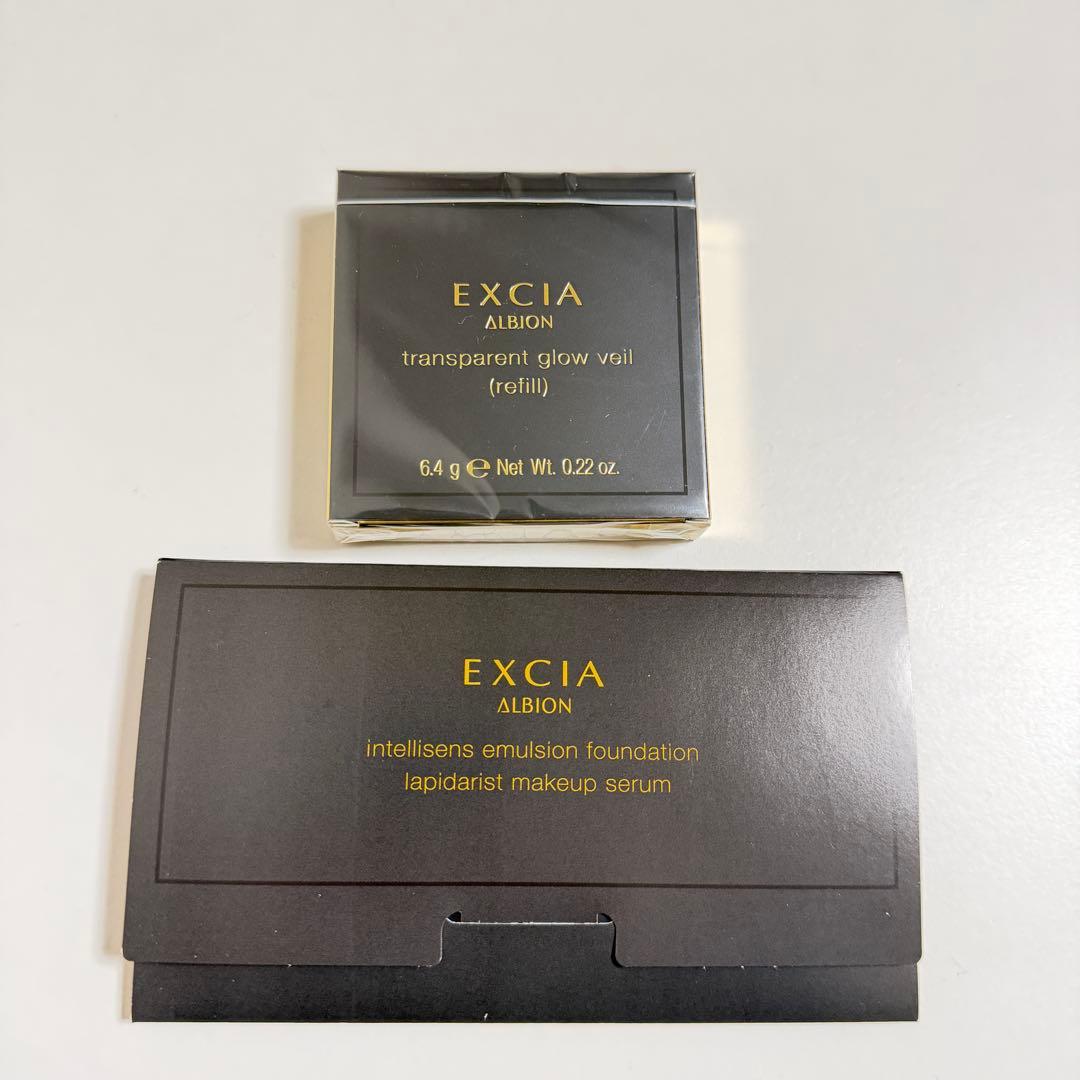 EXCIA
ALBION
transparent glow veil
(refill)
6.4 g ℮ Net Wt. 0.22 oz.
EXCIA
ALBION
intellisens emulsion foundation
lapidarist makeup serum